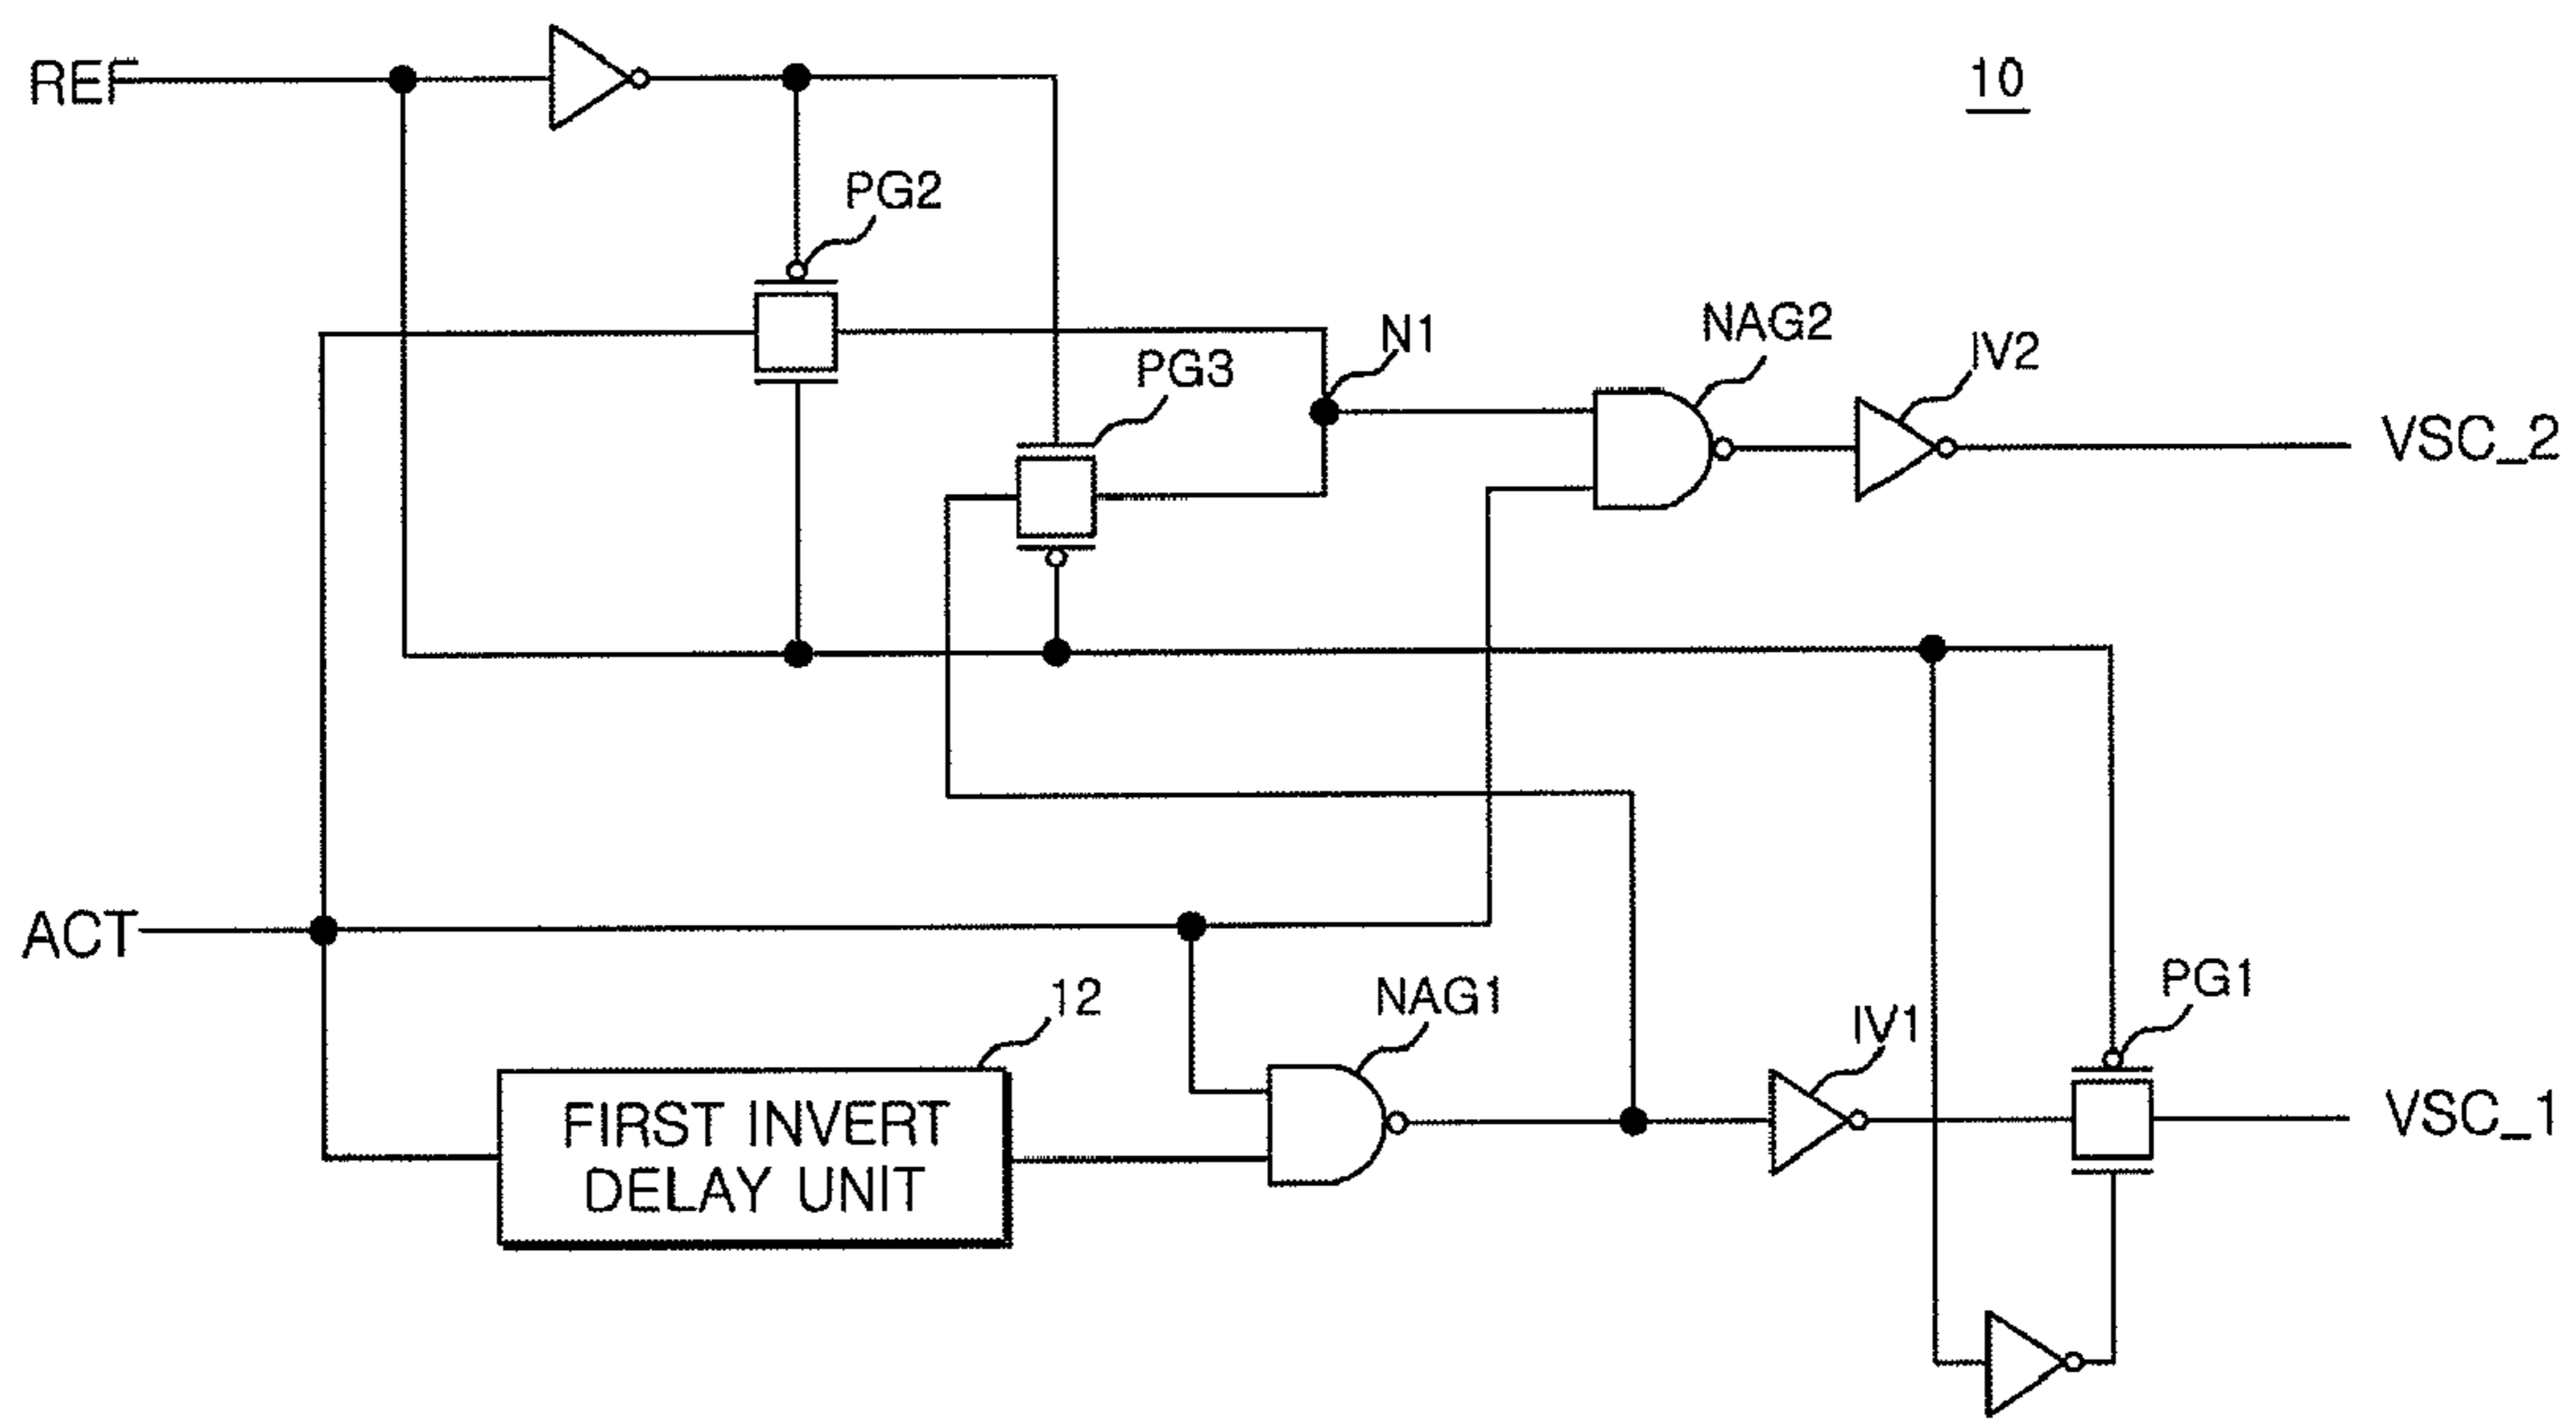 REF
10
PG2
PG3
N1
NAG2
IV2
VSC_2
ACT
12
NAG1
IV1
PG1
FIRST INVERT
DELAY UNIT
VSC_1